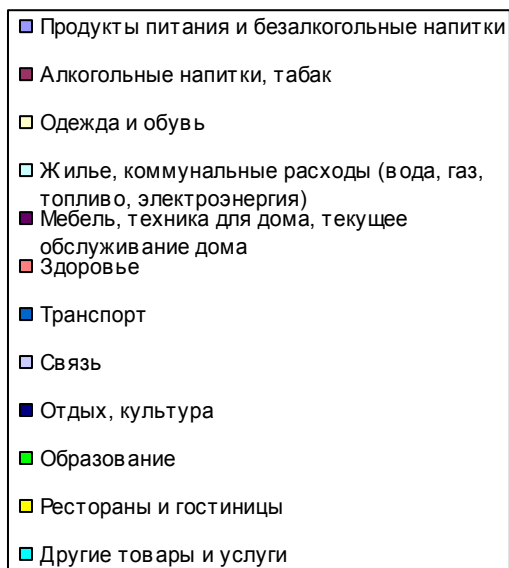 Продукты питания и безалкогольные напитки
Алкогольные напитки, табак
Одежда и обувь
Жилье, коммунальные расходы (вода, газ,
топливо, электроэнергия)
Мебель, техника для дома, текущее
обслуживание дома
Здоровье
Транспорт
Связь
Отдых, культура
Образование
Рестораны и гостиницы
Другие товары и услуги